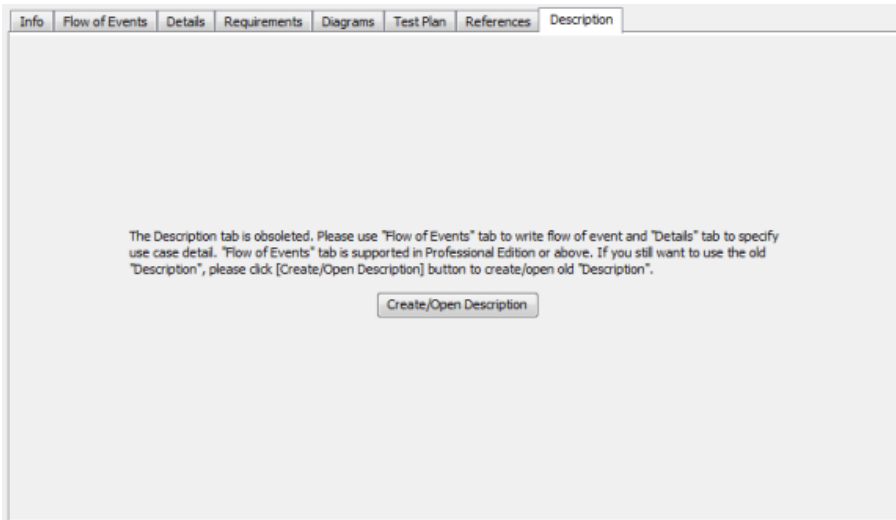 Info Flow of Events Details Requirements Diagrams Test Plan References Description
The Description tab is obsoleted. Please use "Flow of Events" tab to write flow of event and "Details" tab to specify
use case detail. "Flow of Events" tab is supported in Professional Edition or above. If you still want to use the old
"Description", please click [Create/Open Description] button to create/open old "Description".
Create/Open Description